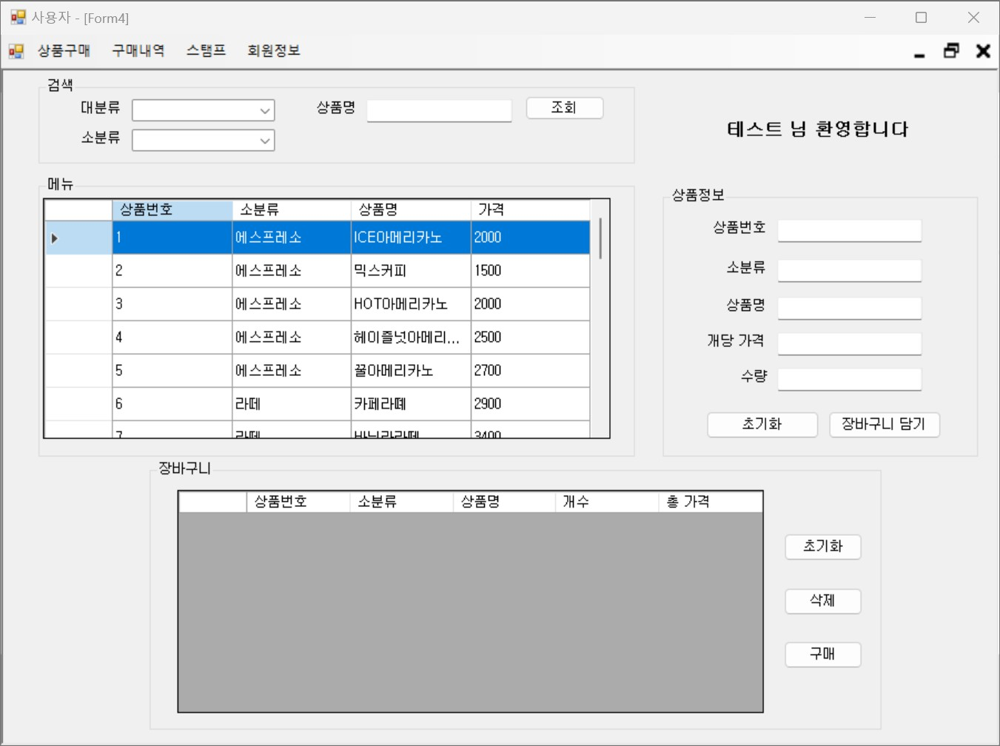 사용자 - [Form4]
상품구매 구매내역 스탬프 회원정보
검색
대분류 상품명 조회
소분류
테스트 님 환영합니다
메뉴
상품번호 소분류 상품명 가격
1 에스프레소 ICE아메리카노 2000
2 에스프레소 믹스커피 1500
3 에스프레소 HOT아메리카노 2000
4 에스프레소 헤이즐넛아메리... 2500
5 에스프레소 꿀아메리카노 2700
6 라떼 카페라떼 2900
7 라떼 바닐라라떼 3400
상품정보
상품번호
소분류
상품명
개당 가격
수량
초기화 장바구니 담기
장바구니
상품번호 소분류 상품명 개수 총 가격
초기화
삭제
구매